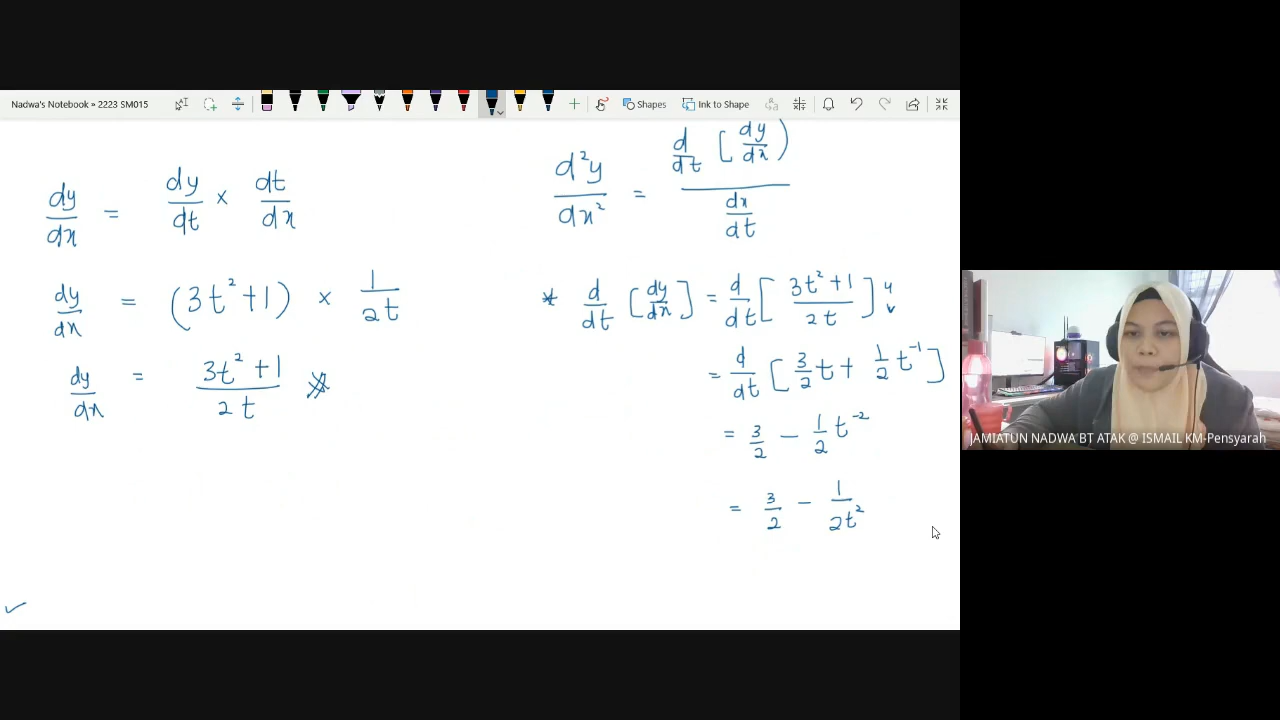 Nadwa's Notebook » 2223 SM015
Shapes
Ink to Shape
dy/dx = dy/dt × dt/dx
dy/dx = (3t² + 1) × 1/2t
dy/dx = 3t² + 1 / 2t
d²y/dx² = d/dt [dy/dx) / dx/dt
* d/dt [dy/dx] = d/dt [3t² + 1 / 2t] u v
= d/dt [3/2 t + 1/2 t⁻¹]
= 3/2 − 1/2 t⁻²
= 3/2 − 1/2t²
JAMIATUN NADWA BT ATAK @ ISMAIL KM-Pensyarah